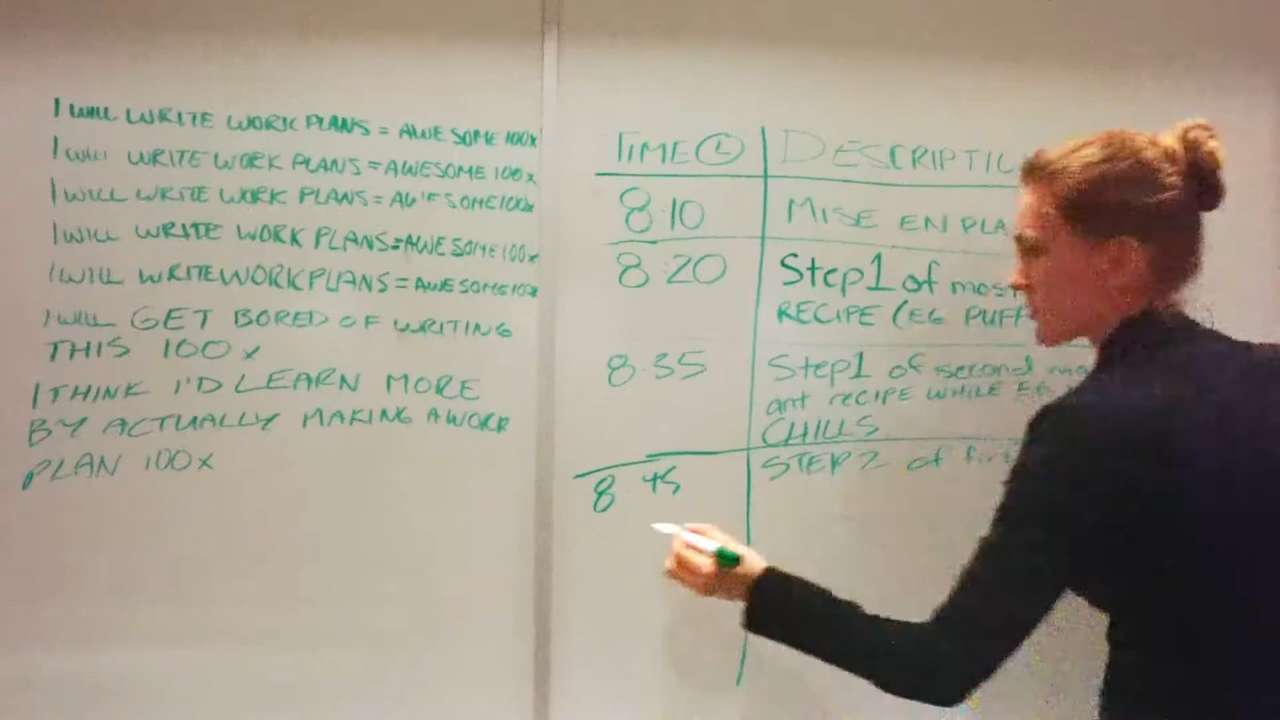 I WILL WRITE WORK PLANS = AWESOME 100x
I WILL WRITE WORK PLANS = AWESOME 100x
I WILL WRITE WORK PLANS = AWESOME 100x
I WILL WRITE WORK PLANS = AWESOME 100x
I WILL WRITE WORK PLANS = AWESOME 100x
I WILL GET BORED OF WRITING
THIS 100x
I THINK I'D LEARN MORE
BY ACTUALLY MAKING A WORK
PLAN 100x
TIME DESCRIPTIO
8:10 MISE EN PLA
8:20 Step 1 of mos
RECIPE (EG PUFF
8:35 Step 1 of second
ant RECIPE WHILE E.G.
CHILLS
8:45 STEP 2 of fir